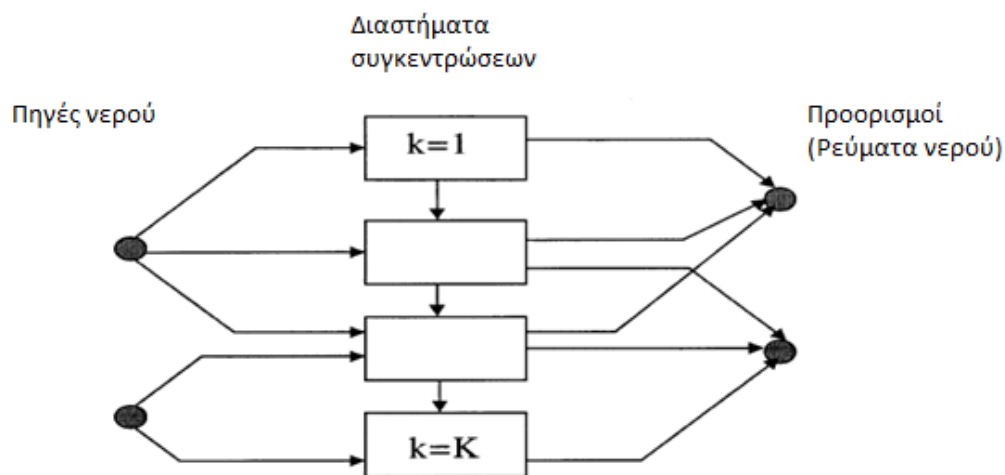 Διαστήματα
συγκεντρώσεων
Πηγές νερού
Προορισμοί
(Ρεύματα νερού)
k=1
k=K